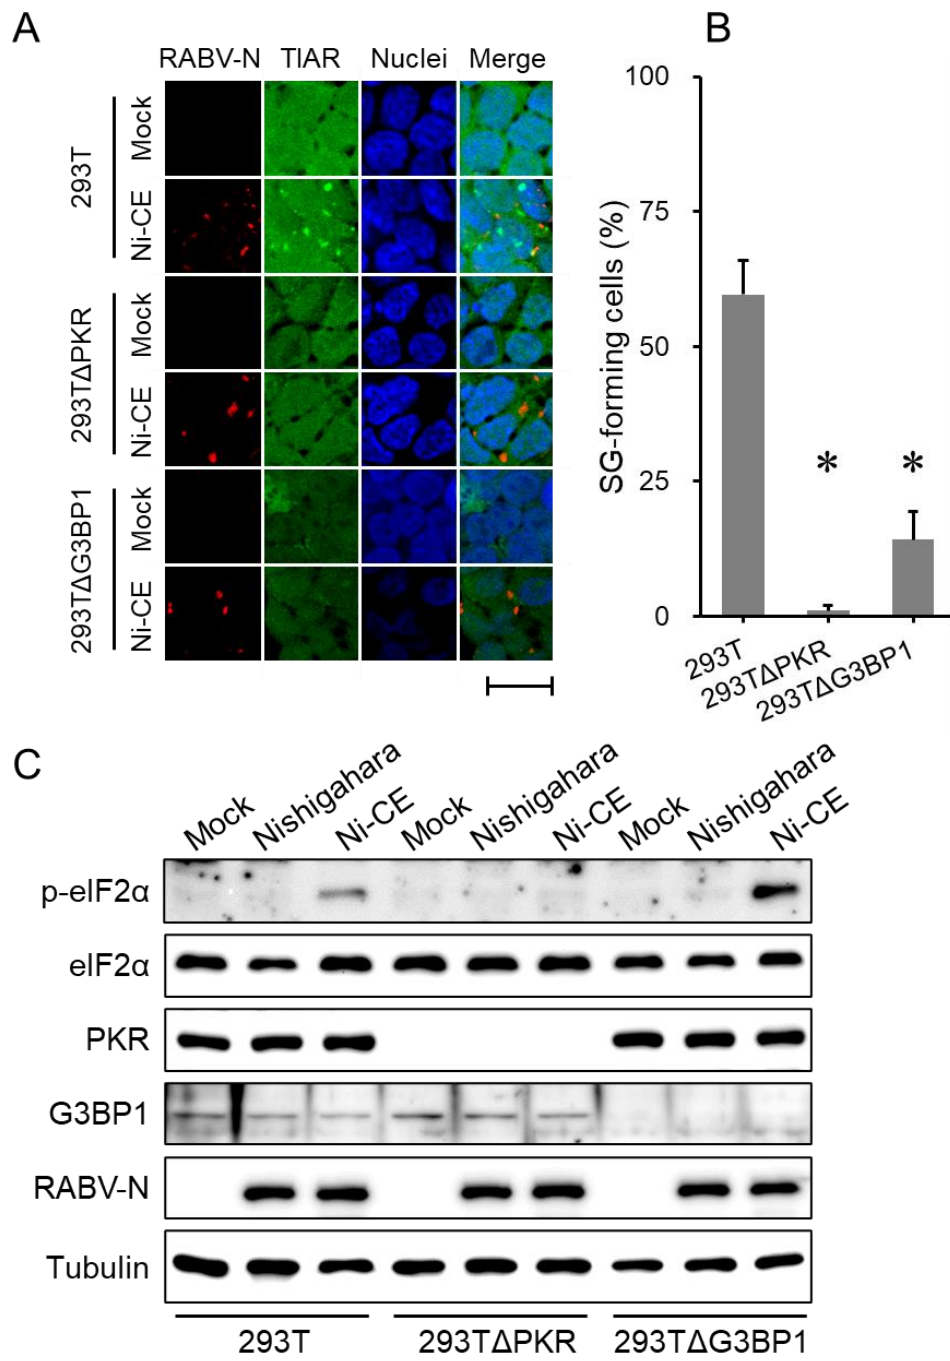 A
RABV-N TIAR Nuclei Merge
293T
Mock
Ni-CE
293TΔPKR
Mock
Ni-CE
293TΔG3BP1
Mock
Ni-CE
B
SG-forming cells (%)
100
75
50
25
0
*
*
293T
293TΔPKR
293TΔG3BP1
C
Mock Nishigahara Ni-CE Mock Nishigahara Ni-CE Mock Nishigahara Ni-CE
p-eIF2α
eIF2α
PKR
G3BP1
RABV-N
Tubulin
293T 293TΔPKR 293TΔG3BP1